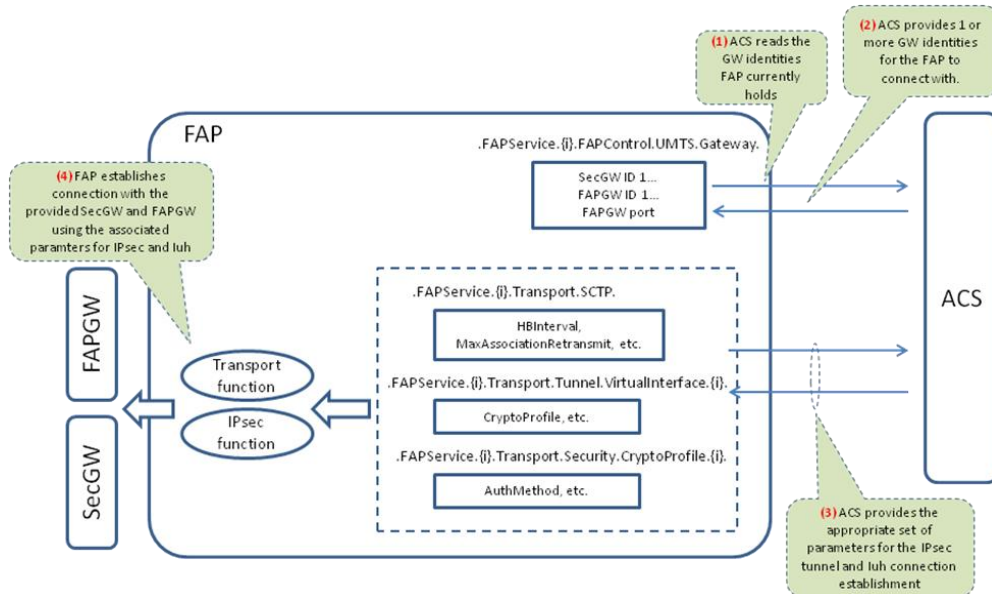 (1) ACS reads the
GW identities
FAP currently
holds
(2) ACS provides 1 or
more GW identities
for the FAP to
connect with.
FAP
.FAPService.{i}.FAPControl.UMTS.Gateway.
SecGW ID 1...
FAPGW ID 1...
FAPGW port
(4) FAP establishes
connection with the
provided SecGW and FAPGW
using the associated
paramters for IPsec and Iuh
ACS
FAPGW
SecGW
.FAPService.{i}.Transport.SCTP.
HBInterval,
MaxAssociationRetransmit, etc.
Transport
function
IPsec
function
.FAPService.{i}.Transport.Tunnel.VirtualInterface.{i}.
CryptoProfile, etc.
.FAPService.{i}.Transport.Security.CryptoProfile.{i}.
AuthMethod, etc.
(3) ACS provides the
appropriate set of
parameters for the IPsec
tunnel and Iuh connection
establishment